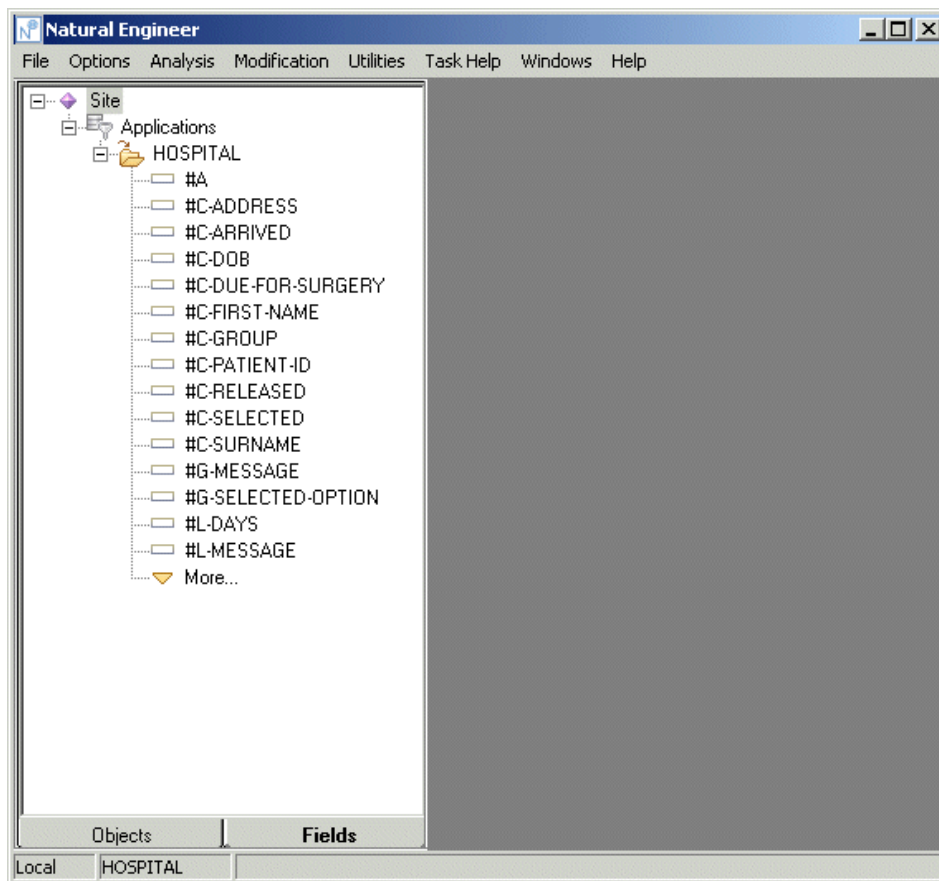 Natural Engineer
File Options Analysis Modification Utilities Task Help Windows Help
Site
Applications
HOSPITAL
#A
#C-ADDRESS
#C-ARRIVED
#C-DOB
#C-DUE-FOR-SURGERY
#C-FIRST-NAME
#C-GROUP
#C-PATIENT-ID
#C-RELEASED
#C-SELECTED
#C-SURNAME
#G-MESSAGE
#G-SELECTED-OPTION
#L-DAYS
#L-MESSAGE
More...
Objects Fields
Local HOSPITAL